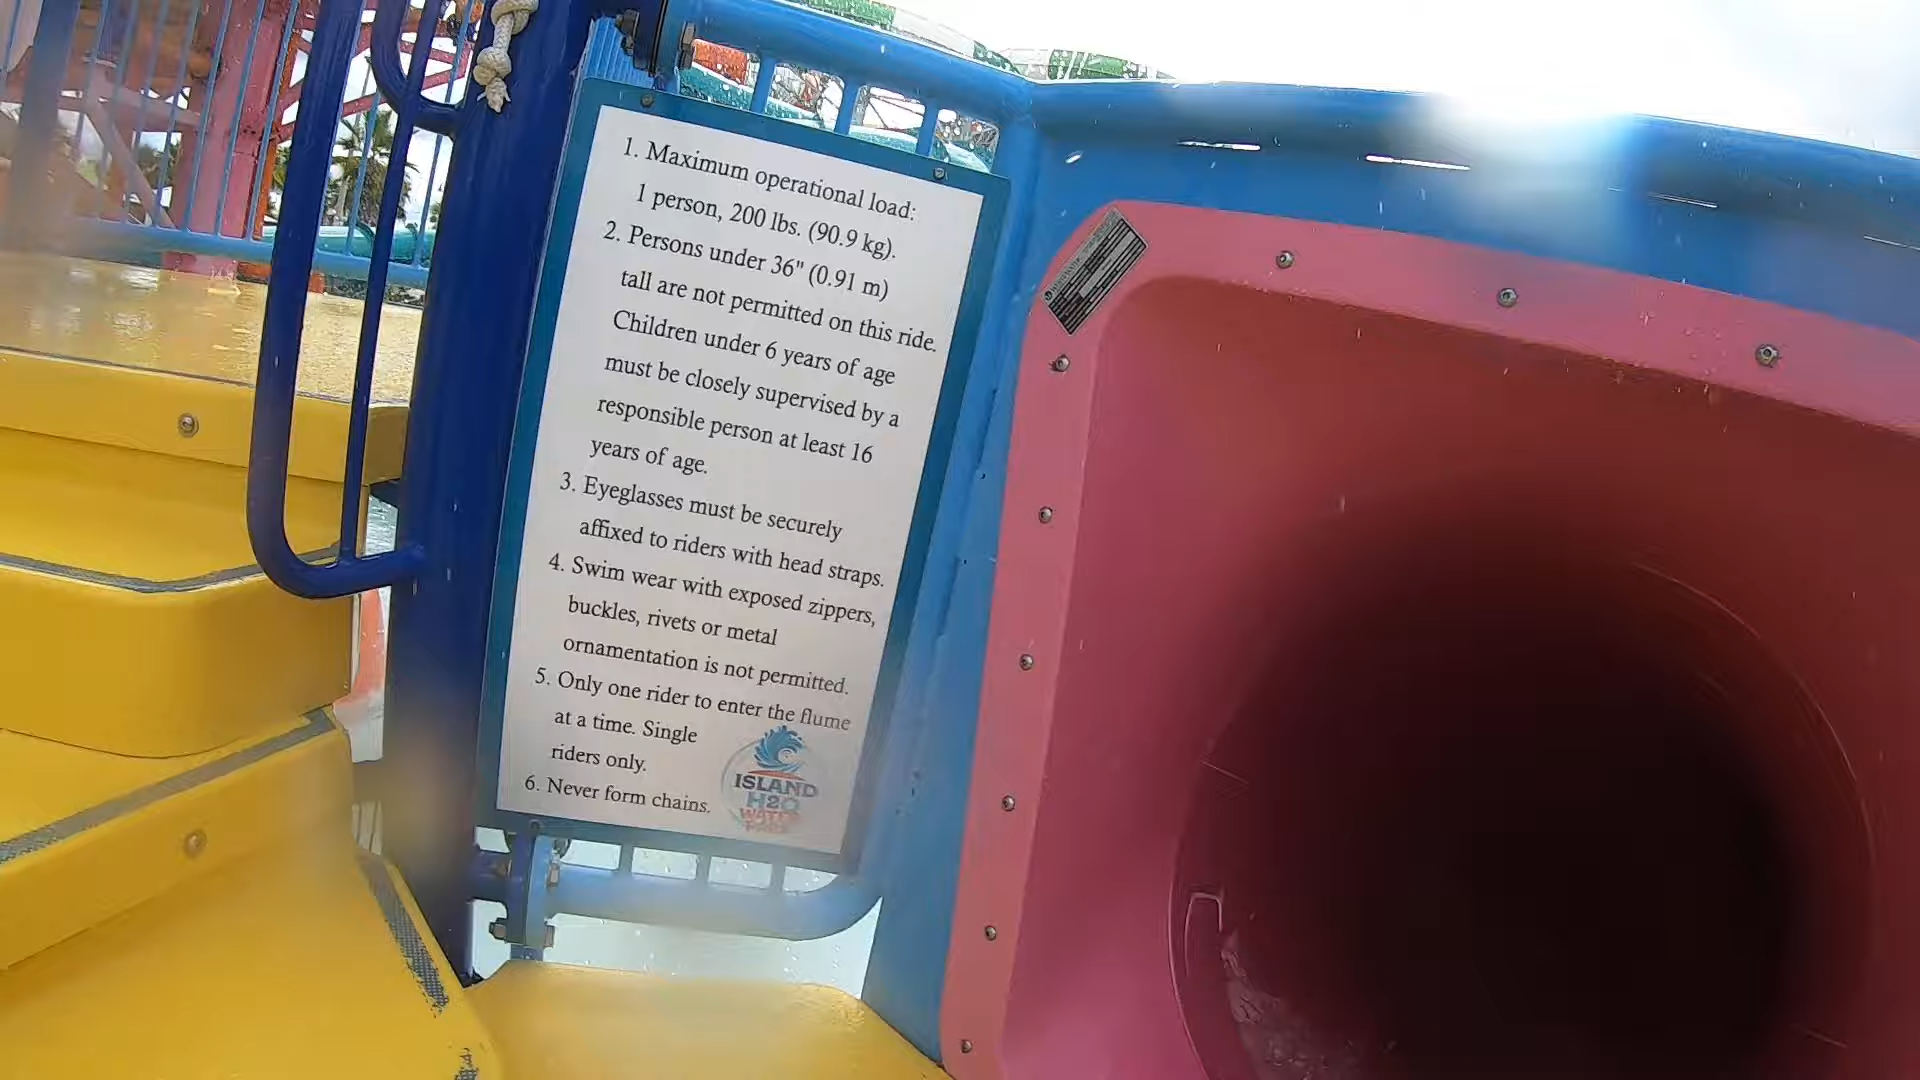 1. Maximum operational load:
1 person, 200 lbs. (90.9 kg).
2. Persons under 36" (0.91 m)
tall are not permitted on this ride.
Children under 6 years of age
must be closely supervised by a
responsible person at least 16
years of age.
3. Eyeglasses must be securely
affixed to riders with head straps.
4. Swim wear with exposed zippers,
buckles, rivets or metal
ornamentation is not permitted.
5. Only one rider to enter the flume
at a time. Single
riders only.
6. Never form chains.
ISLAND
H2O
WATER
PARK